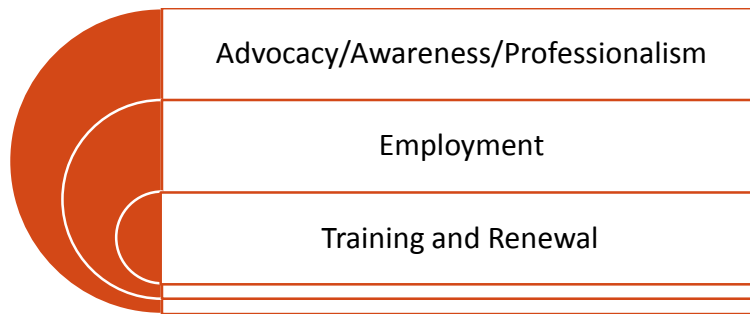 Advocacy/Awareness/Professionalism
Employment
Training and Renewal